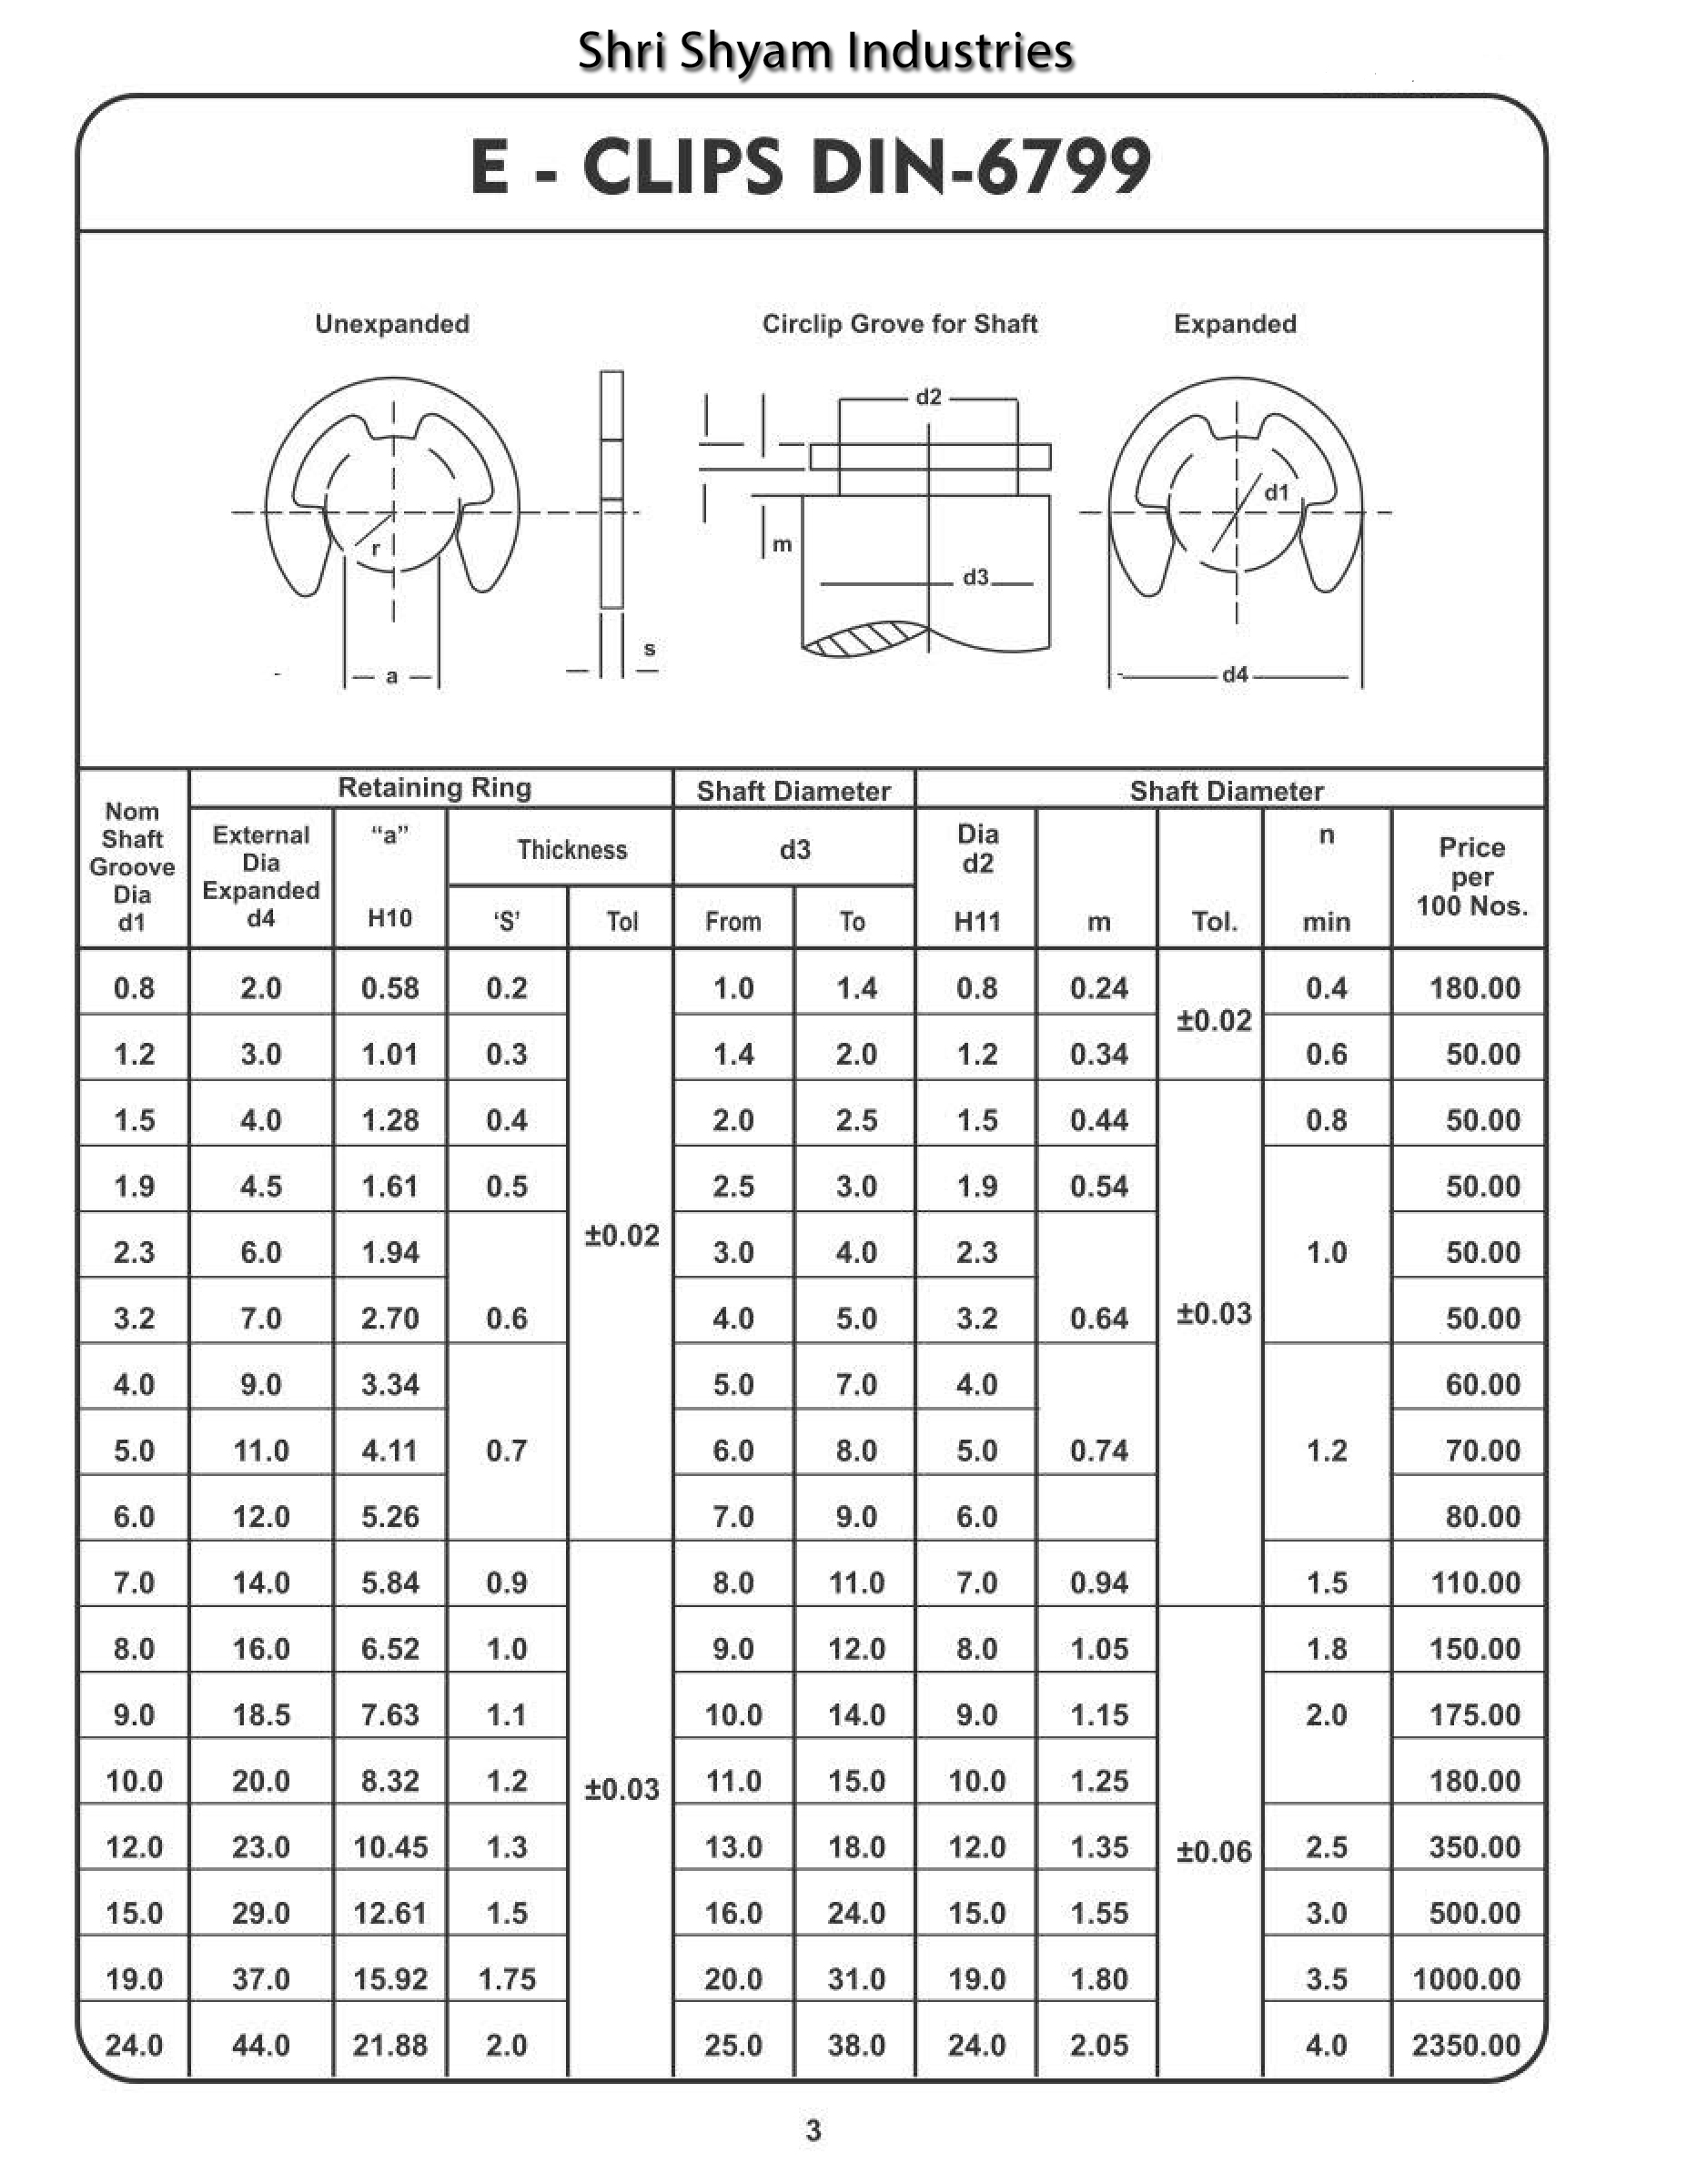 Shri Shyam Industries
E - CLIPS DIN-6799
Unexpanded Circlip Grove for Shaft Expanded
d2
d1
r
m
d3
s
a
d4
Retaining Ring Shaft Diameter Shaft Diameter
Nom Shaft Groove Dia d1 External Dia Expanded d4 “a” H10 Thickness d3 Dia d2 H11 m Tol. n min Price per 100 Nos.
‘S’ Tol From To
0.8 2.0 0.58 0.2 1.0 1.4 0.8 0.24 0.4 180.00
±0.02
1.2 3.0 1.01 0.3 1.4 2.0 1.2 0.34 0.6 50.00
1.5 4.0 1.28 0.4 2.0 2.5 1.5 0.44 0.8 50.00
1.9 4.5 1.61 0.5 2.5 3.0 1.9 0.54 50.00
±0.02
2.3 6.0 1.94 3.0 4.0 2.3 1.0 50.00
3.2 7.0 2.70 0.6 4.0 5.0 3.2 0.64 ±0.03 50.00
4.0 9.0 3.34 5.0 7.0 4.0 60.00
5.0 11.0 4.11 0.7 6.0 8.0 5.0 0.74 1.2 70.00
6.0 12.0 5.26 7.0 9.0 6.0 80.00
7.0 14.0 5.84 0.9 8.0 11.0 7.0 0.94 1.5 110.00
8.0 16.0 6.52 1.0 9.0 12.0 8.0 1.05 1.8 150.00
9.0 18.5 7.63 1.1 10.0 14.0 9.0 1.15 2.0 175.00
10.0 20.0 8.32 1.2 ±0.03 11.0 15.0 10.0 1.25 180.00
12.0 23.0 10.45 1.3 13.0 18.0 12.0 1.35 ±0.06 2.5 350.00
15.0 29.0 12.61 1.5 16.0 24.0 15.0 1.55 3.0 500.00
19.0 37.0 15.92 1.75 20.0 31.0 19.0 1.80 3.5 1000.00
24.0 44.0 21.88 2.0 25.0 38.0 24.0 2.05 4.0 2350.00
3